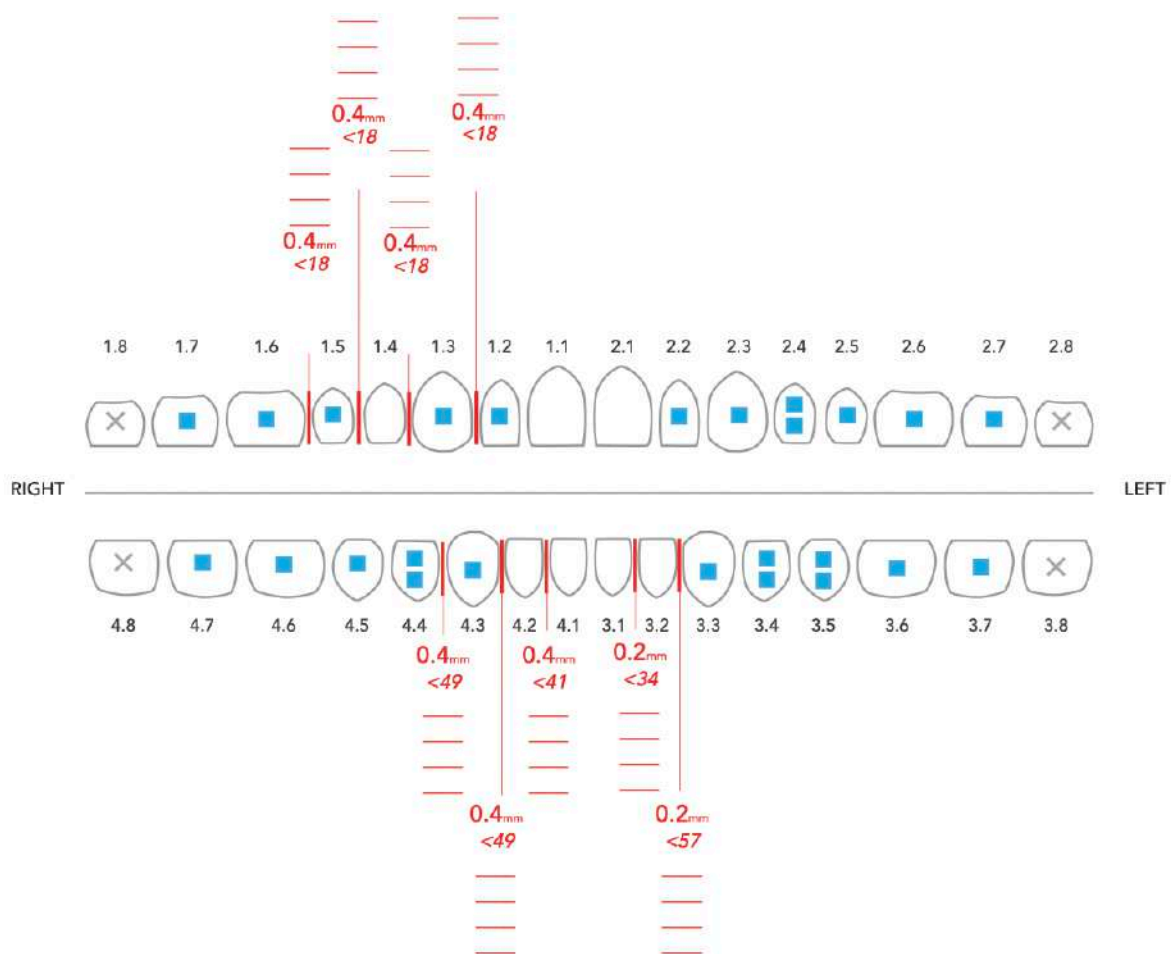 0.4mm 0.4mm
<18 <18
0.4mm 0.4mm
<18 <18
1.8 1.7 1.6 1.5 1.4 1.3 1.2 1.1 2.1 2.2 2.3 2.4 2.5 2.6 2.7 2.8
RIGHT LEFT
4.8 4.7 4.6 4.5 4.4 4.3 4.2 4.1 3.1 3.2 3.3 3.4 3.5 3.6 3.7 3.8
0.4mm 0.4mm 0.2mm
<49 <41 <34
0.4mm 0.2mm
<49 <57